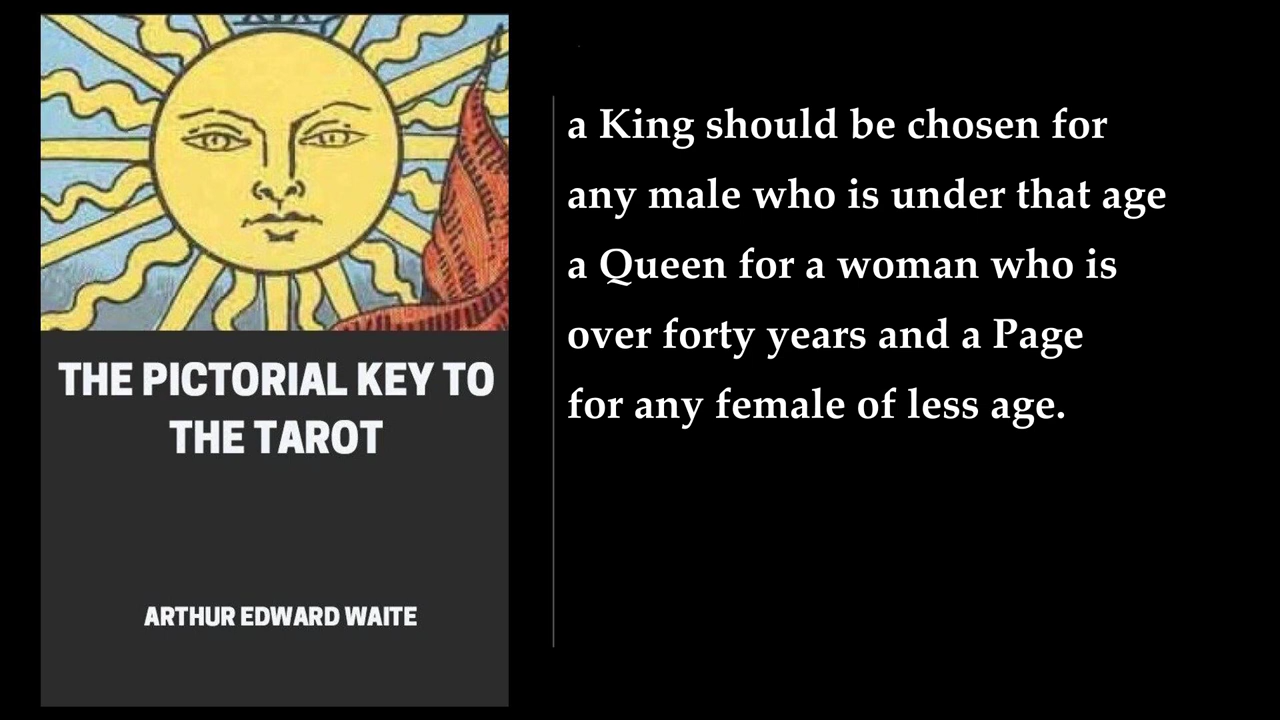 XIX
THE PICTORIAL KEY TO
THE TAROT
ARTHUR EDWARD WAITE
a King should be chosen for
any male who is under that age
a Queen for a woman who is
over forty years and a Page
for any female of less age.